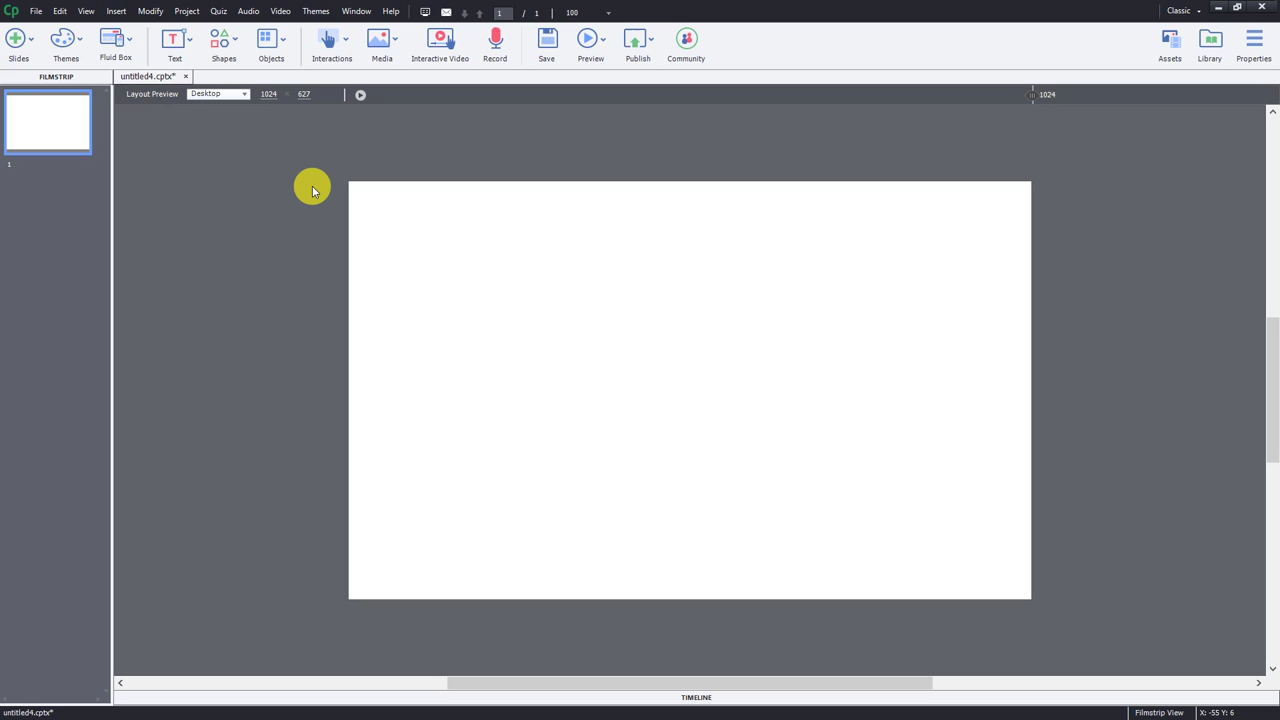 Cp File Edit View Insert Modify Project Quiz Audio Video Themes Window Help 1 / 1 100 Classic
Slides Themes Fluid Box Text Shapes Objects Interactions Media Interactive Video Record Save Preview Publish Community Assets Library Properties
FILMSTRIP untitled4.cptx* ×
Layout Preview Desktop 1024 × 627 1024
1
TIMELINE
untitled4.cptx* Filmstrip View X: -55 Y: 6